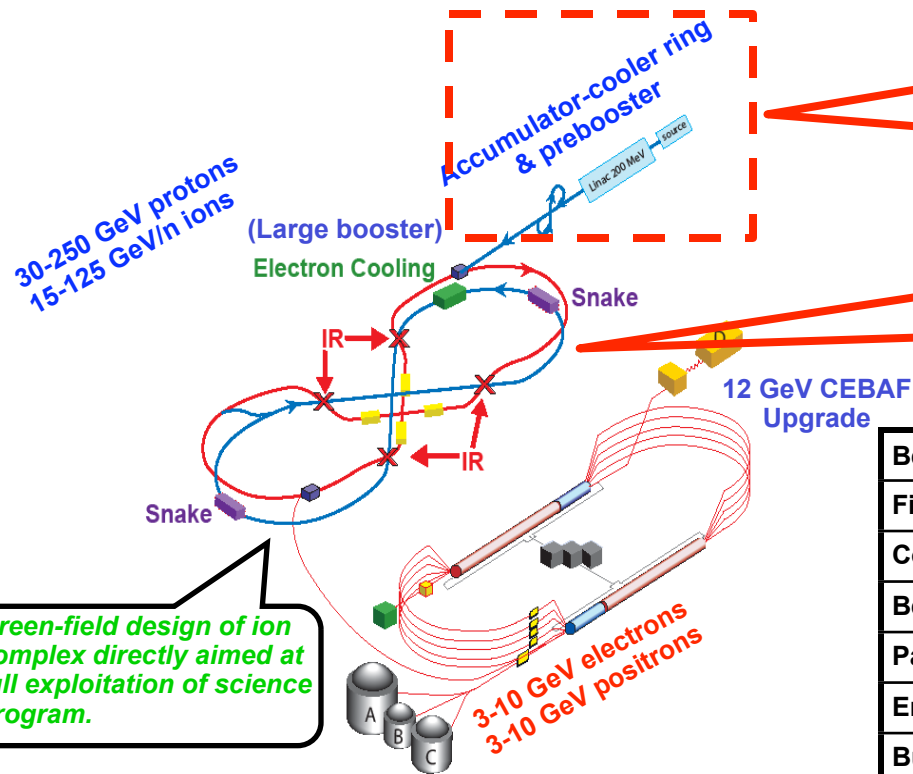 Accumulator-cooler ring
& prebooster
source
Linac 200 MeV
30-250 GeV protons
15-125 GeV/n ions
(Large booster)
Electron Cooling
Snake
IR
D
12 GeV CEBAF
Upgrade
IR
Snake
reen-field design of ion
omplex directly aimed at
ull exploitation of science
rogram.
3-10 GeV electrons
3-10 GeV positrons
A
B
C
Be
Fi
Co
Be
Pa
En
Bu